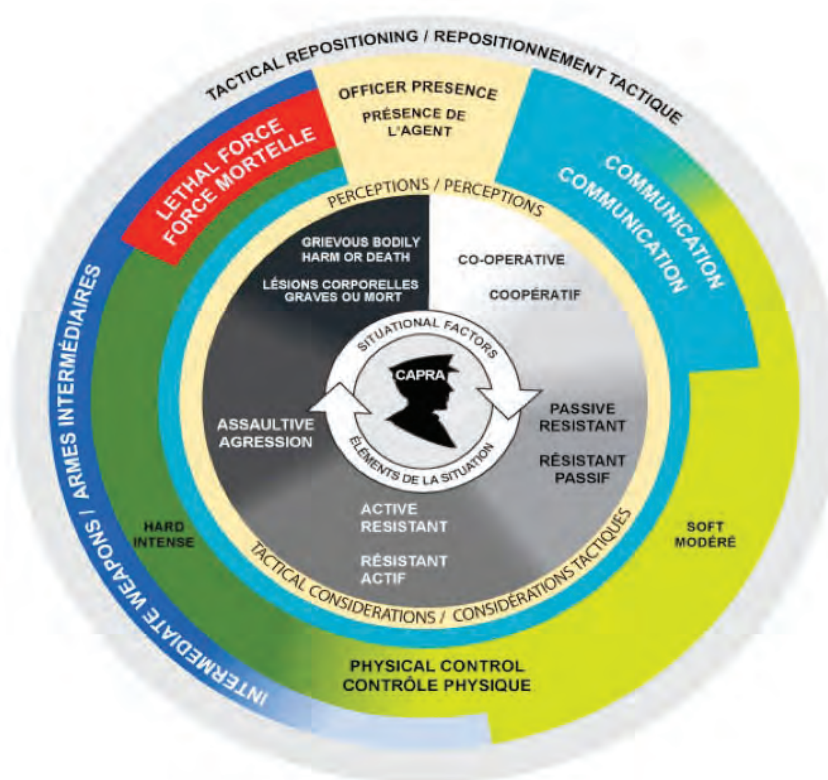 TACTICAL REPOSITIONING / REPOSITIONNEMENT TACTIQUE
OFFICER PRESENCE
PRÉSENCE DE
L'AGENT
LETHAL FORCE
FORCE MORTELLE
COMMUNICATION
COMMUNICATION
PERCEPTIONS / PERCEPTIONS
GRIEVOUS BODILY
HARM OR DEATH
LÉSIONS CORPORELLES
GRAVES OU MORT
CO-OPERATIVE
COOPÉRATIF
SITUATIONAL FACTORS
CAPRA
ÉLÉMENTS DE LA SITUATION
ASSAULTIVE
AGRESSION
PASSIVE
RESISTANT
RÉSISTANT
PASSIF
ACTIVE
RESISTANT
RÉSISTANT
ACTIF
TACTICAL CONSIDERATIONS / CONSIDÉRATIONS TACTIQUES
HARD
INTENSE
SOFT
MODÉRÉ
PHYSICAL CONTROL
CONTRÔLE PHYSIQUE
INTERMEDIATE WEAPONS / ARMES INTERMÉDIAIRES